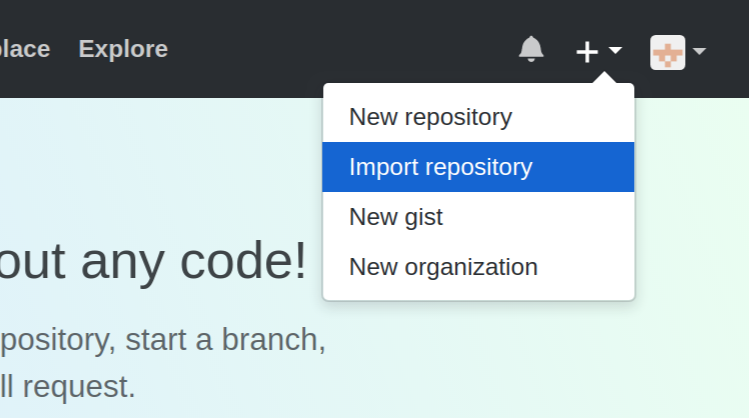 place Explore
New repository
Import repository
New gist
New organization
out any code!
pository, start a branch,
ll request.